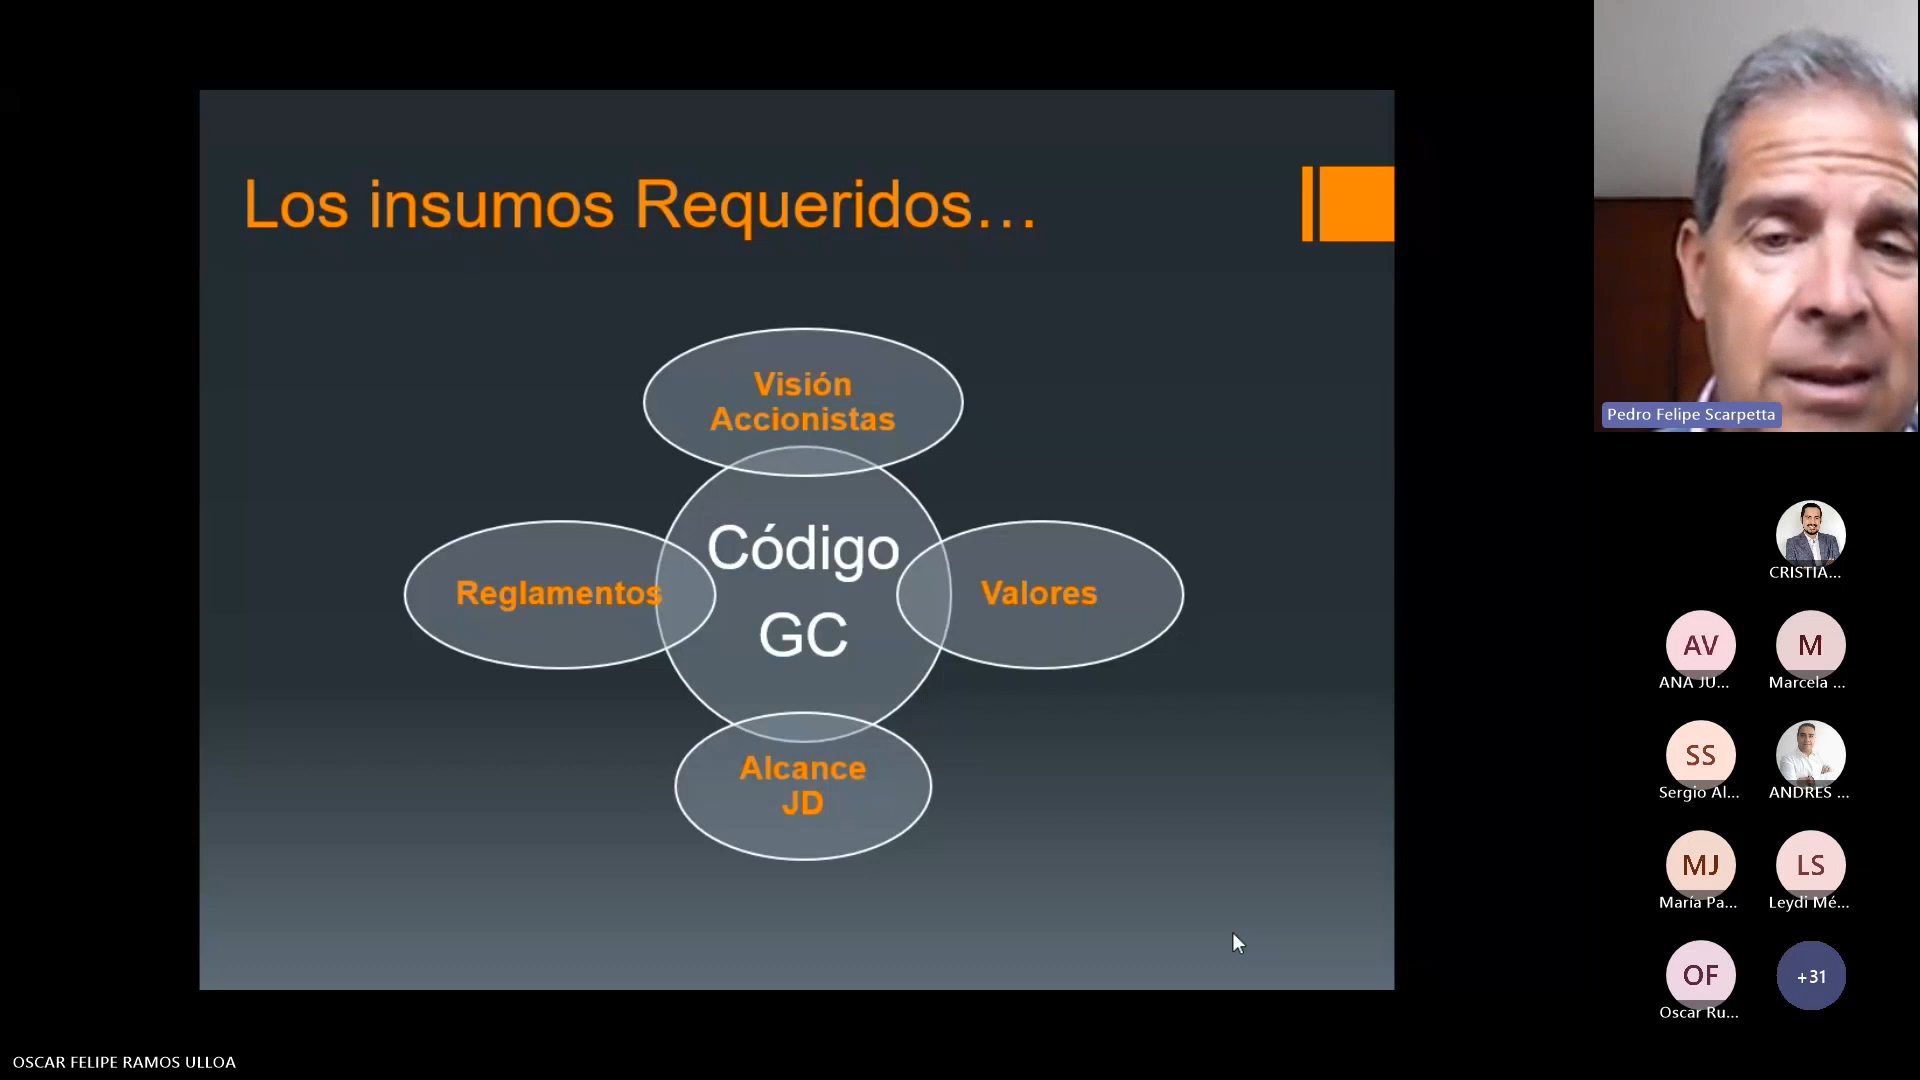 Los insumos Requeridos…
Visión
Accionistas
Código
GC
Reglamentos
Valores
Alcance
JD
Pedro Felipe Scarpetta
CRISTIA...
AV
ANA JU...
M
Marcela ...
SS
Sergio Al...
ANDRES ...
MJ
María Pa...
LS
Leydi Mé...
OF
Oscar Ru...
+31
OSCAR FELIPE RAMOS ULLOA